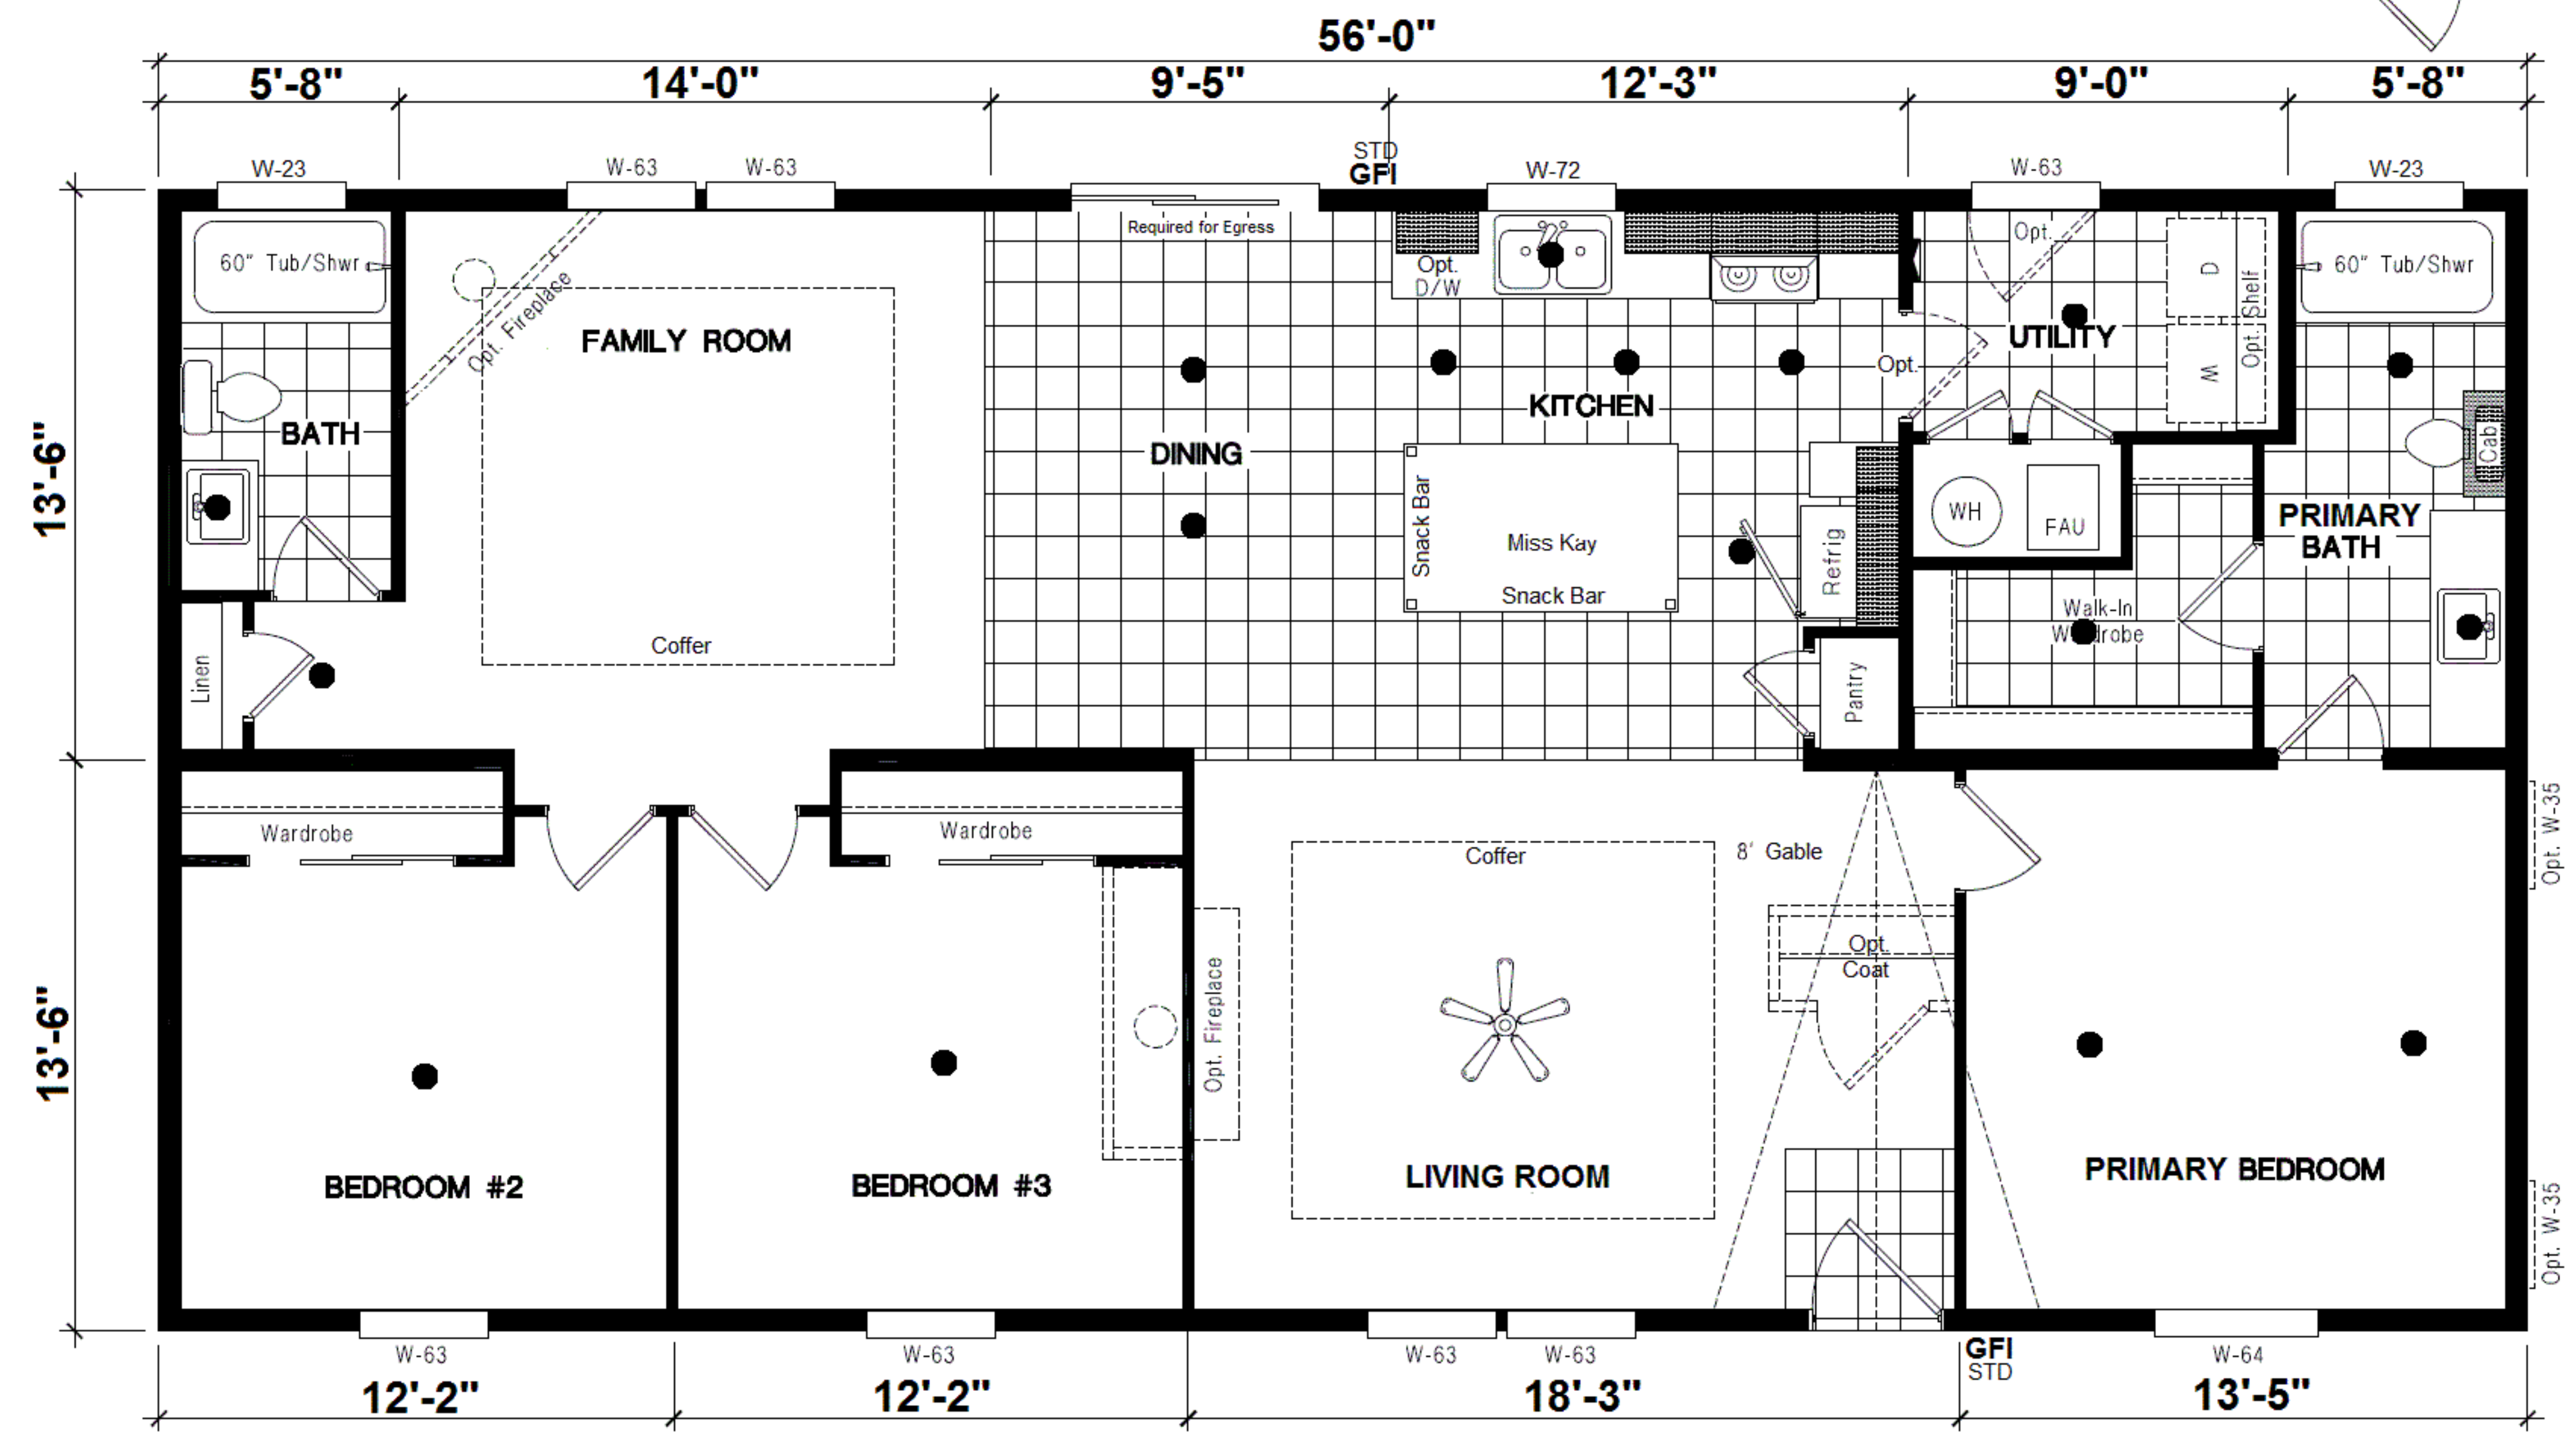 56'-0"
5'-8"
14'-0"
9'-5"
12'-3"
9'-0"
5'-8"
W-23
W-63
W-63
STD
GFI
W-72
W-63
W-23
Required for Egress
60" Tub/Shwr
Opt. Fireplace
FAMILY ROOM
Opt.
D/W
Opt.
D
Opt. Shelf
60" Tub/Shwr
UTILITY
Opt.
W
BATH
KITCHEN
DINING
Cab
13'-6"
Snack Bar
Miss Kay
Snack Bar
Refrig
WH
FAU
PRIMARY
BATH
Walk-In
Wardrobe
Coffer
Linen
Pantry
Wardrobe
Wardrobe
Coffer
8' Gable
Opt. W-35
Opt.
Coat
Opt. Fireplace
13'-6"
BEDROOM #2
BEDROOM #3
LIVING ROOM
PRIMARY BEDROOM
Opt. W-35
W-63
W-63
W-63
W-63
GFI
STD
W-64
12'-2"
12'-2"
18'-3"
13'-5"